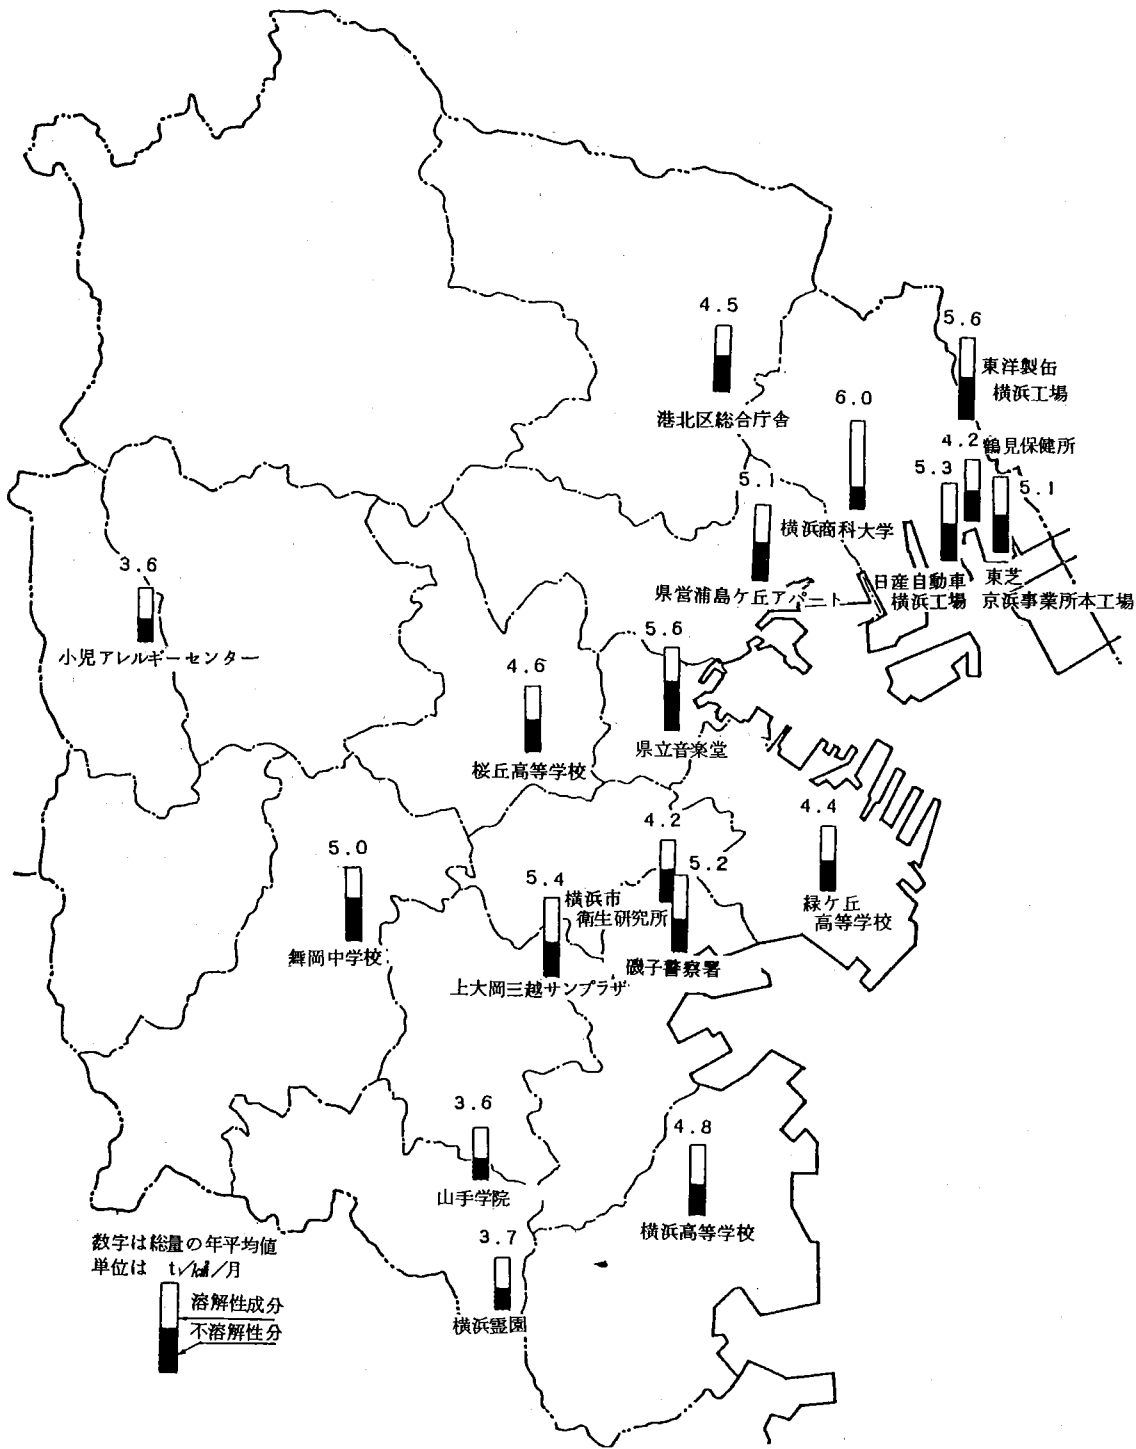 4.5
港北区総合庁舎
5.6
東洋製缶
横浜工場
6.0
横浜商科大学
4.2
鶴見保健所
5.3
日産自動車
横浜工場
5.1
東芝
京浜事業所本工場
5.1
県営浦島ケ丘アパート
3.6
小児アレルギーセンター
5.6
県立音楽堂
4.6
桜丘高等学校
4.4
緑ケ丘
高等学校
4.2
横浜市
衛生研究所
5.2
磯子警察署
5.0
舞岡中学校
5.4
上大岡三越サンプラザ
3.6
山手学院
4.8
横浜高等学校
3.7
横浜霊園
数字は総量の年平均値
単位は t/km²/月
溶解性成分
不溶解性分